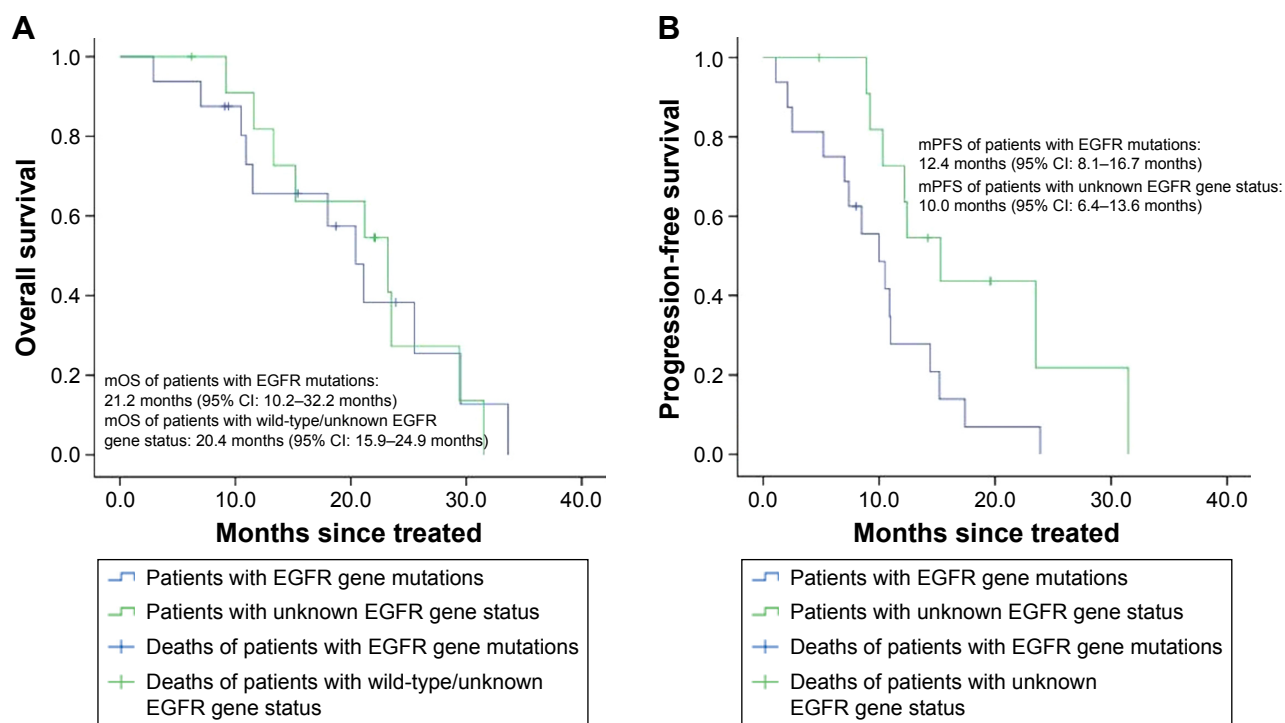 A
Overall survival
1.0
0.8
0.6
0.4
0.2
0.0
mOS of patients with EGFR mutations:
21.2 months (95% CI: 10.2–32.2 months)
mOS of patients with wild-type/unknown EGFR
gene status: 20.4 months (95% CI: 15.9–24.9 months)
0.0 10.0 20.0 30.0 40.0
Months since treated
Patients with EGFR gene mutations
Patients with unknown EGFR gene status
Deaths of patients with EGFR gene mutations
Deaths of patients with wild-type/unknown
EGFR gene status
B
Progression-free survival
1.0
0.8
0.6
0.4
0.2
0.0
mPFS of patients with EGFR mutations:
12.4 months (95% CI: 8.1–16.7 months)
mPFS of patients with unknown EGFR gene status:
10.0 months (95% CI: 6.4–13.6 months)
0.0 10.0 20.0 30.0 40.0
Months since treated
Patients with EGFR gene mutations
Patients with unknown EGFR gene status
Deaths of patients with EGFR gene mutations
Deaths of patients with unknown
EGFR gene status